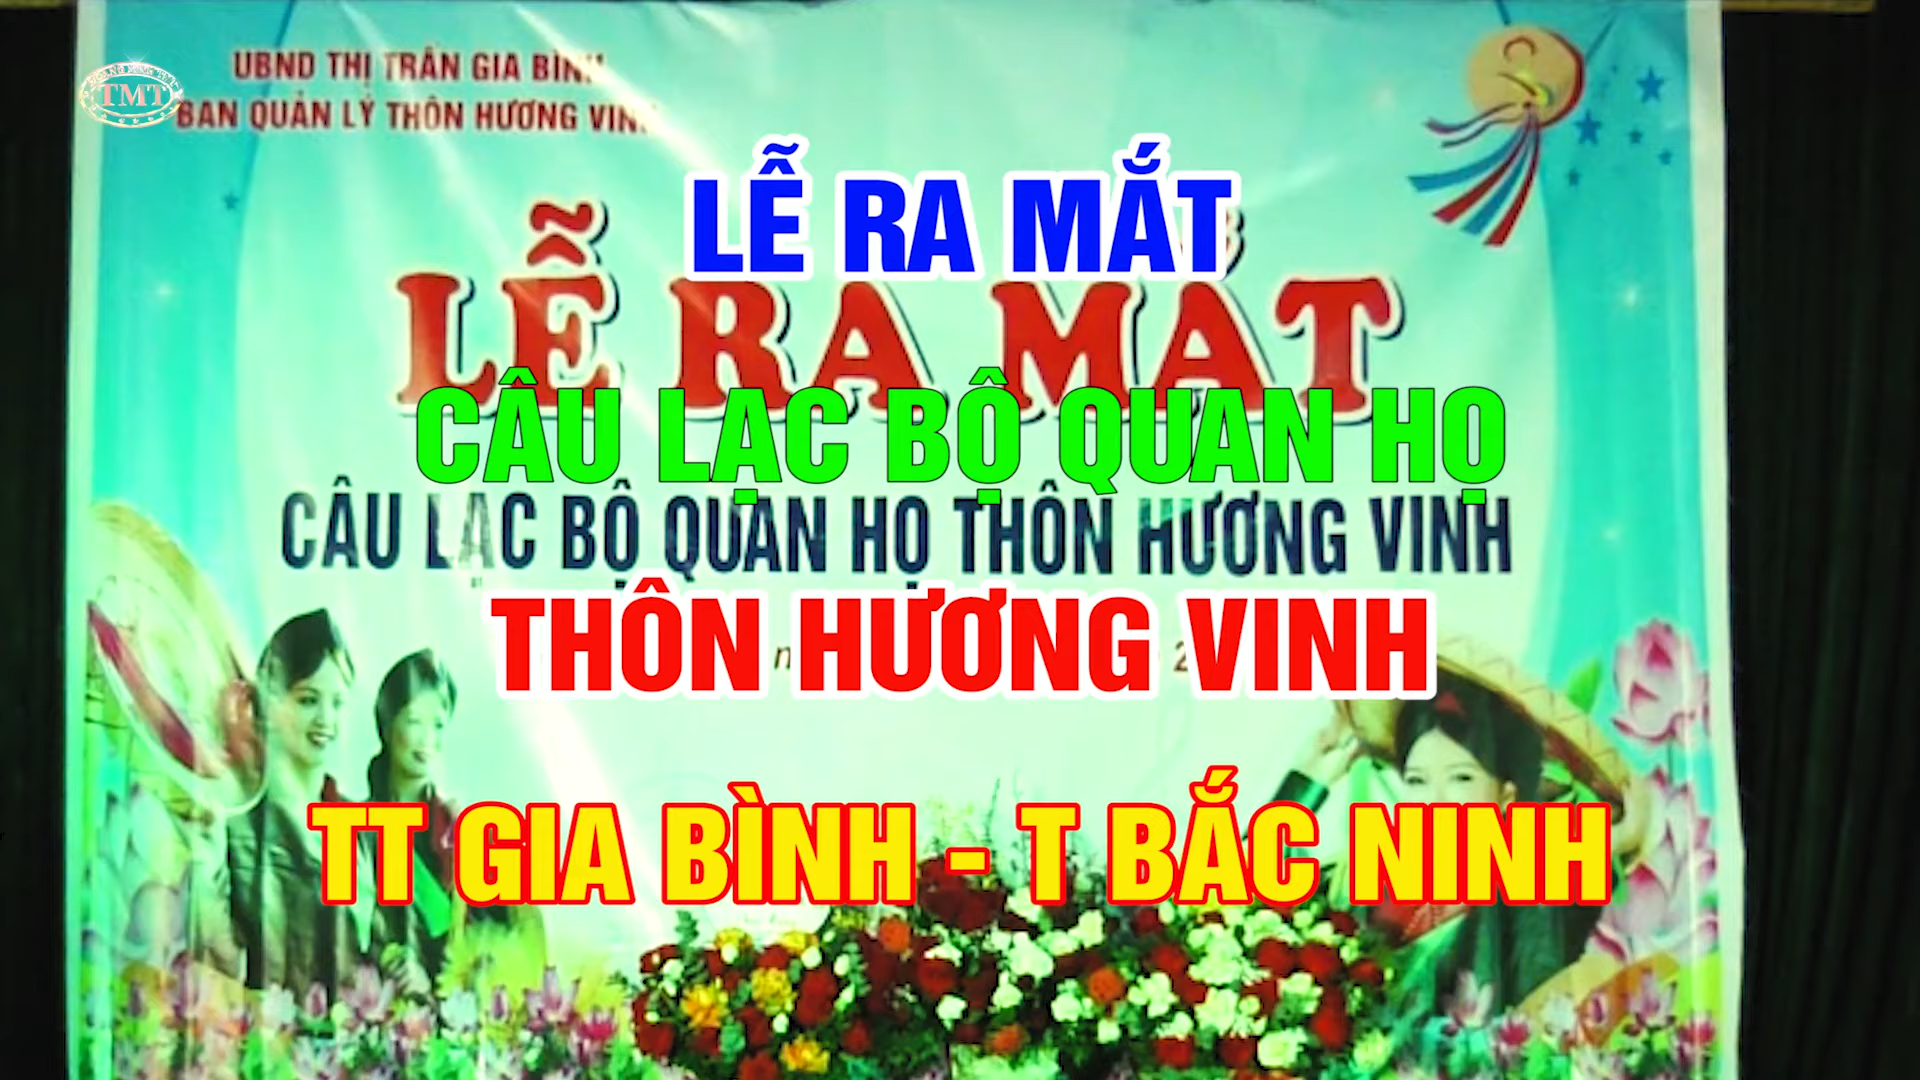 UBND THỊ TRẤN GIA BÌNH
TMT
BAN QUẢN LÝ THÔN HƯƠNG VINH
LỄ RA MẮT
LỄ RA MẮT
CÂU LẠC BỘ QUAN HỌ
CÂU LẠC BỘ QUAN HỌ THÔN HƯƠNG VINH
THÔN HƯƠNG VINH
TT GIA BÌNH - T BẮC NINH